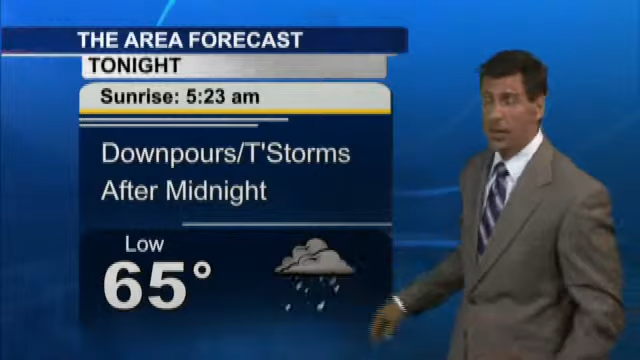 THE AREA FORECAST
TONIGHT
Sunrise: 5:23 am
Downpours/T'Storms
After Midnight
Low
65°